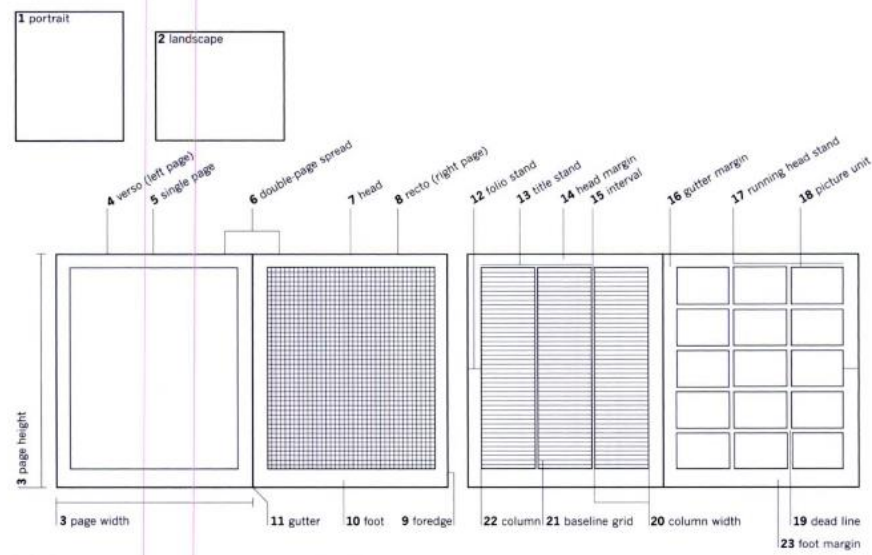 1 portrait
2 landscape
4 verso (left page)
5 single page
6 double-page spread
7 head
8 recto (right page)
12 folio stand
13 title stand
14 head margin
15 interval
16 gutter margin
17 running head stand
18 picture unit
3 page height
3 page width
11 gutter
10 foot
9 foredge
22 column
21 baseline grid
20 column width
19 dead line
23 foot margin